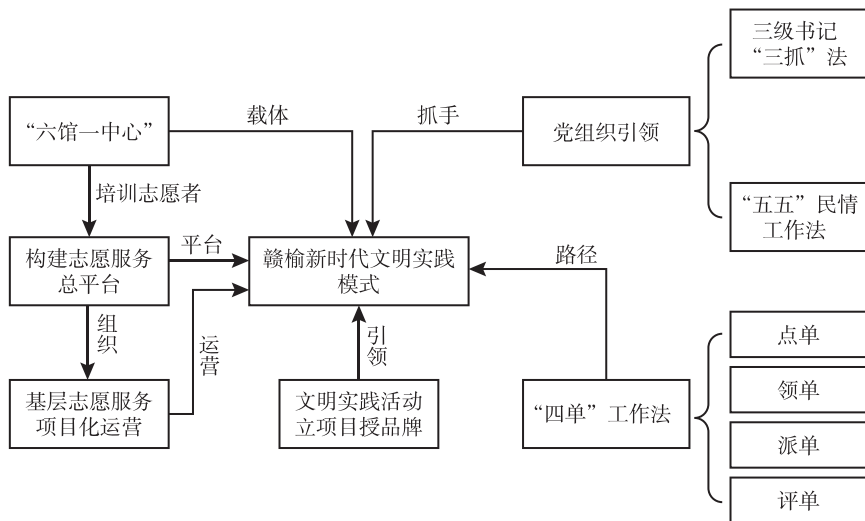 三级书记
“三抓”法
“六馆一中心”
载体
抓手
党组织引领
培训志愿者
“五五”民情
工作法
构建志愿服务
总平台
平台
赣榆新时代文明实践
模式
路径
组织
运营
引领
点单
领单
基层志愿服务
项目化运营
文明实践活动
立项目授品牌
“四单”工作法
派单
评单